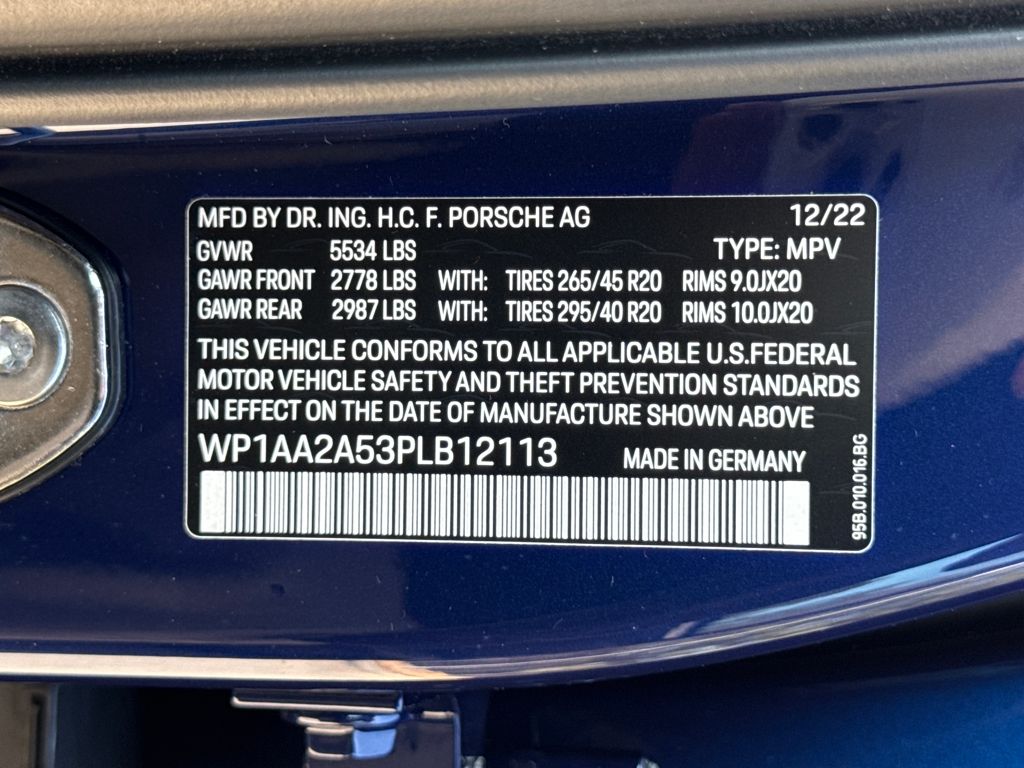 MFD BY DR. ING. H.C. F. PORSCHE AG 12/22
GVWR 5534 LBS TYPE: MPV
GAWR FRONT 2778 LBS WITH: TIRES 265/45 R20 RIMS 9.0JX20
GAWR REAR 2987 LBS WITH: TIRES 295/40 R20 RIMS 10.0JX20
THIS VEHICLE CONFORMS TO ALL APPLICABLE U.S.FEDERAL
MOTOR VEHICLE SAFETY AND THEFT PREVENTION STANDARDS
IN EFFECT ON THE DATE OF MANUFACTURE SHOWN ABOVE
WP1AA2A53PLB12113 MADE IN GERMANY
95B.010.016.BG